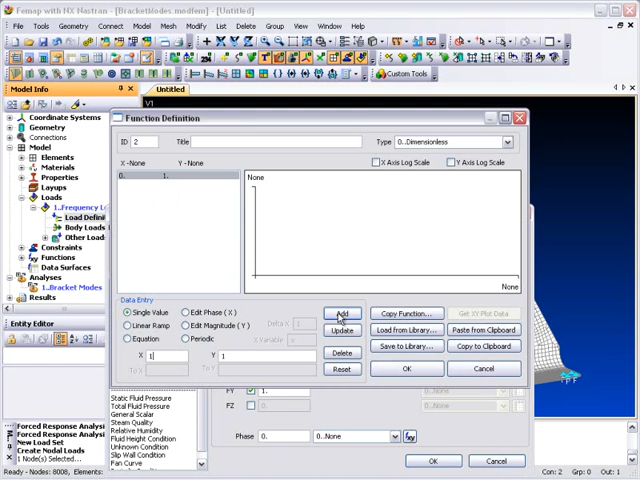 Femap with NX Nastran - [BracketModes.modfem] - [Untitled]
File Tools Geometry Connect Model Mesh Modify List Delete Group View Window Help
Custom Tools
Model Info
Untitled
V1
Coordinate Systems
Geometry
Connections
Model
Elements
Materials
Properties
Layups
Loads
1..Frequency Lo
Load Defini
Body Loads
Other Loads
Constraints
Functions
Data Surfaces
Analyses
1..Bracket Modes
Results
Entity Editor
Function Definition
ID 2 Title Type 0..Dimensionless
X - None Y - None X Axis Log Scale Y Axis Log Scale
0. 1.
None
None
Data Entry
Single Value Edit Phase ( X )
Linear Ramp Edit Magnitude ( Y ) Delta X 1
Equation Periodic X Variable x
X 1 Y 1
To X To Y
Add
Update
Delete
Reset
Copy Function... Get XY Plot Data
Load from Library... Paste from Clipboard
Save to Library... Copy to Clipboard
OK Cancel
Static Fluid Pressure
Total Fluid Pressure
General Scalar
Steam Quality
Relative Humidity
Fluid Height Condition
Unknown Condition
Slip Wall Condition
Fan Curve
FY 1. 0..None
FZ 0. 0..None
Phase 0. 0..None
OK Cancel
Forced Response Analysis
Forced Response Analysis
New Load Set
Create Nodal Loads
1 Node(s) Selected...
Ready - Nodes: 8008, Elements: Con: 2 Grp: 0 Out: 1